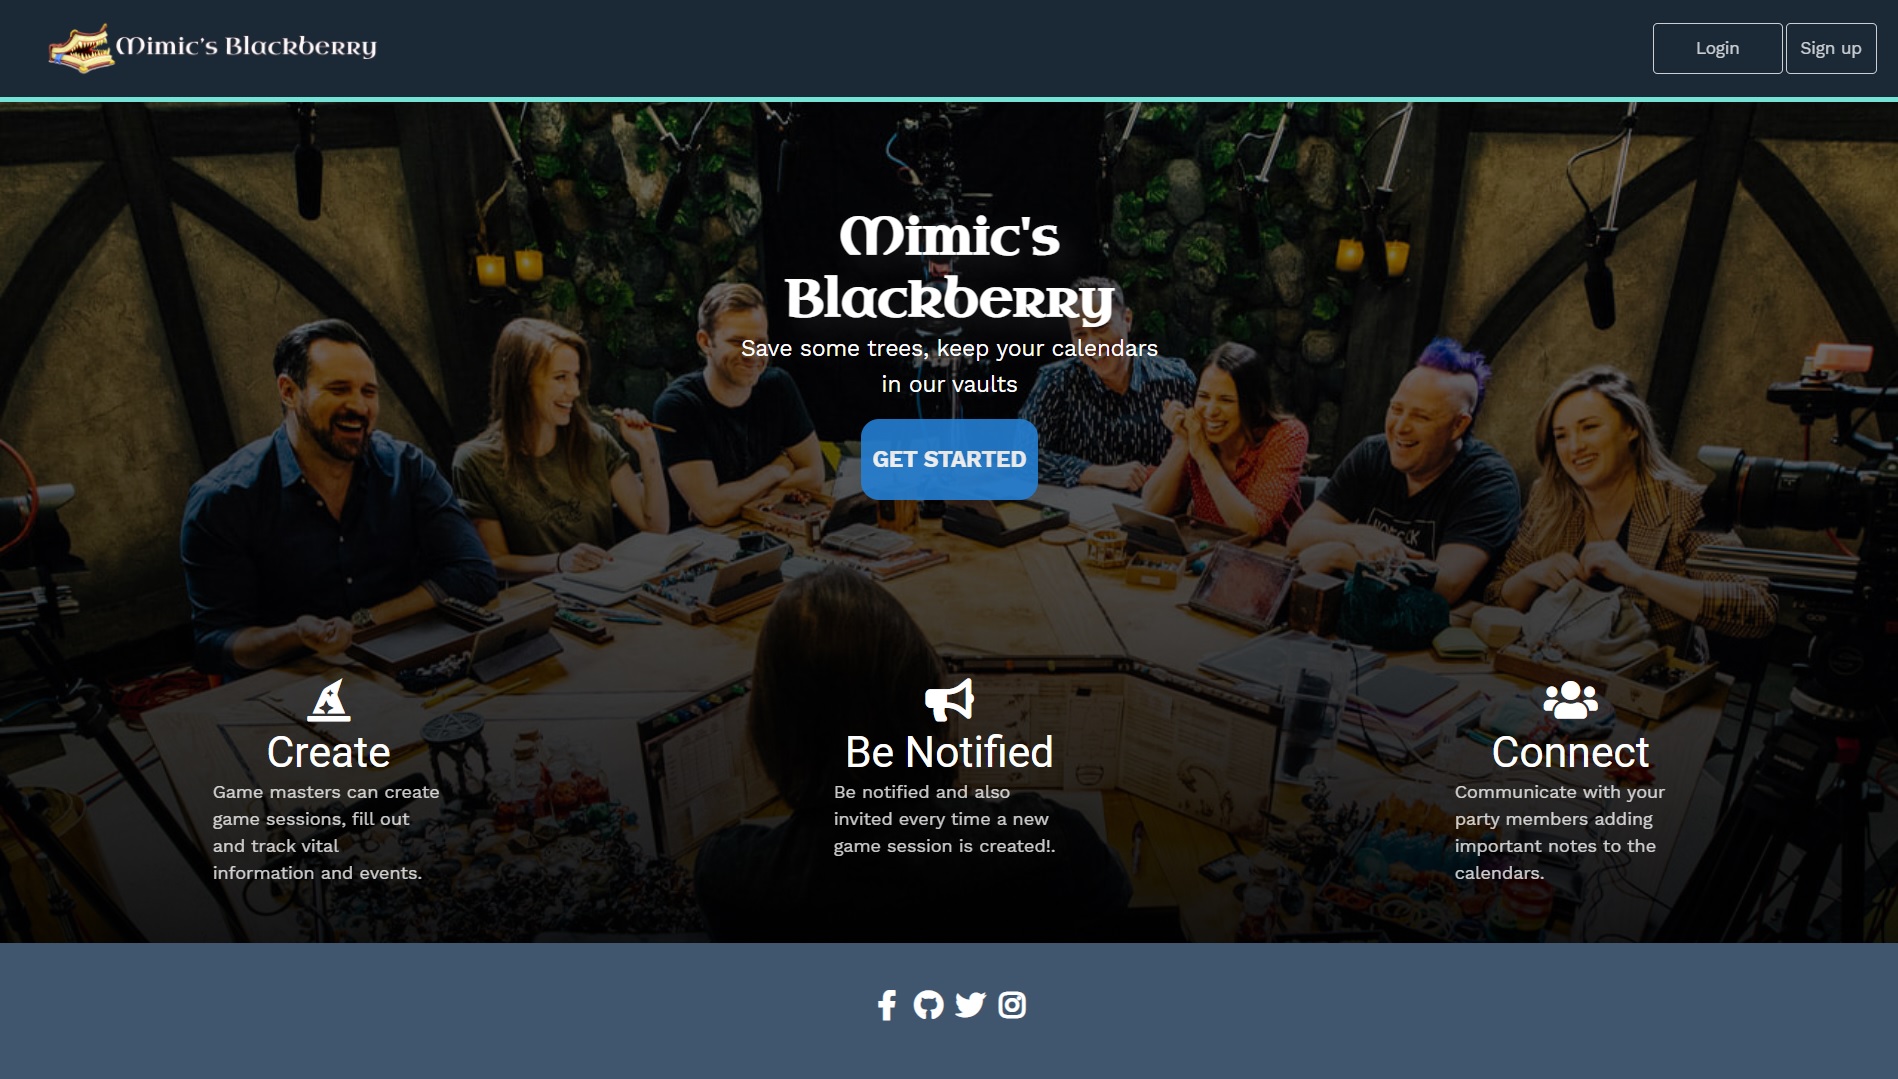 Mimic's Blackberry
Login
Sign up
Mimic's
Blackberry
Save some trees, keep your calendars
in our vaults
GET STARTED
Create
Game masters can create
game sessions, fill out
and track vital
information and events.
Be Notified
Be notified and also
invited every time a new
game session is created!.
Connect
Communicate with your
party members adding
important notes to the
calendars.